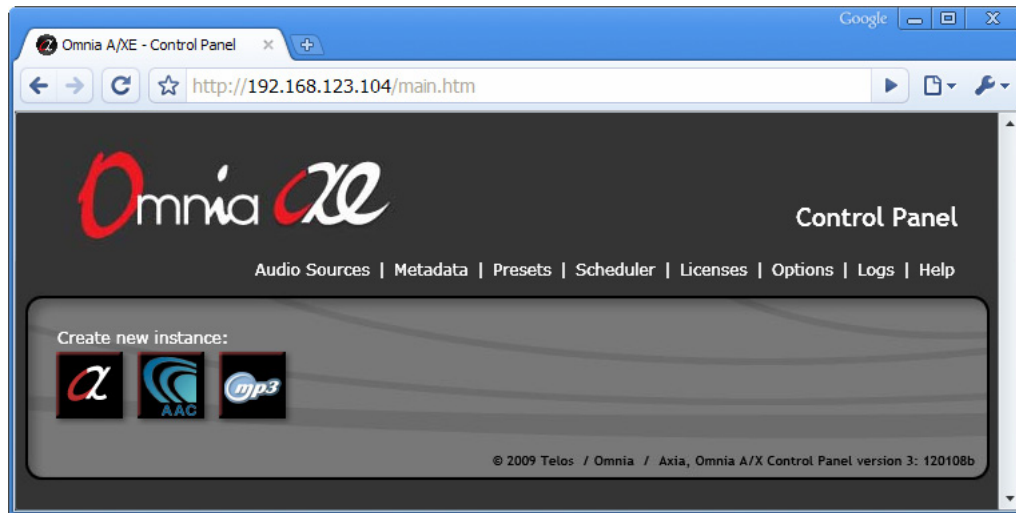 Google
Omnia A/XE - Control Panel
http://192.168.123.104/main.htm
Omnia axe
Control Panel
Audio Sources | Metadata | Presets | Scheduler | Licenses | Options | Logs | Help
Create new instance:
α AAC mp3
© 2009 Telos / Omnia / Axia, Omnia A/X Control Panel version 3: 120108b